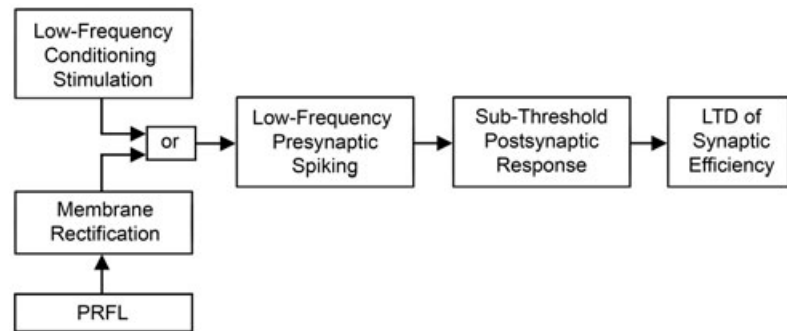 Low-Frequency
Conditioning
Stimulation
or
Low-Frequency
Presynaptic
Spiking
Sub-Threshold
Postsynaptic
Response
LTD of
Synaptic
Efficiency
Membrane
Rectification
PRFL